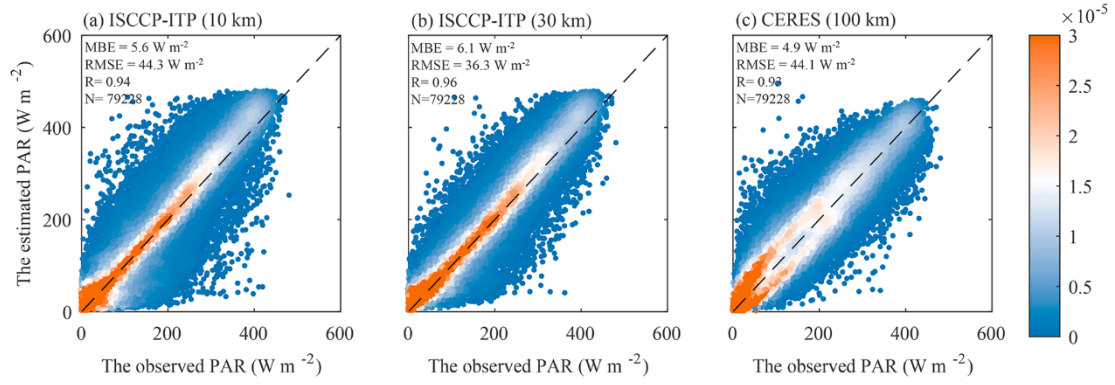 (a) ISCCP-ITP (10 km)
MBE = 5.6 W m⁻²
RMSE = 44.3 W m⁻²
R= 0.94
N=79228
(b) ISCCP-ITP (30 km)
MBE = 6.1 W m⁻²
RMSE = 36.3 W m⁻²
R= 0.96
N=79228
(c) CERES (100 km)
MBE = 4.9 W m⁻²
RMSE = 44.1 W m⁻²
R= 0.93
N=79228
The estimated PAR (W m ⁻²)
600
400
200
0
0 200 400 600
0 200 400 600
0 200 400 600
The observed PAR (W m ⁻²)
The observed PAR (W m ⁻²)
The observed PAR (W m ⁻²)
×10⁻⁵
3
2.5
2
1.5
1
0.5
0